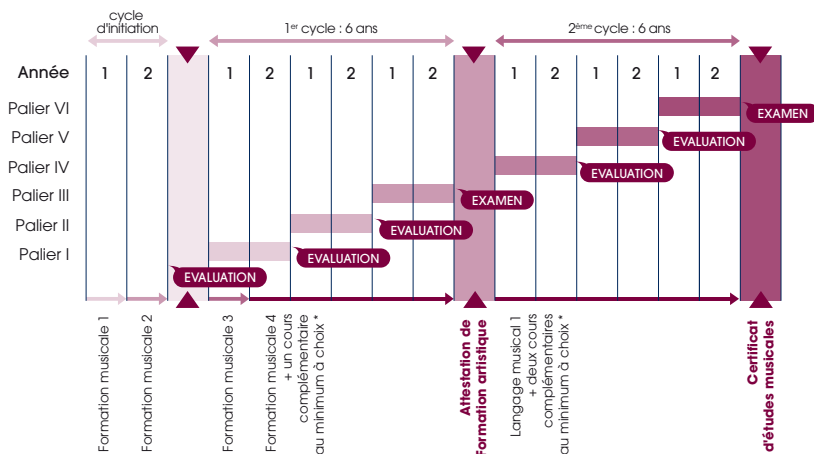 cycle
d'initiation
1er cycle : 6 ans
2ème cycle : 6 ans
Année 1 2 1 2 1 2 1 2 1 2 1 2 1 2
Palier VI
EXAMEN
Palier V
EVALUATION
Palier IV
EVALUATION
Palier III
EXAMEN
Palier II
EVALUATION
Palier I
EVALUATION
EVALUATION
Formation musicale 1
Formation musicale 2
Formation musicale 3
Formation musicale 4
+ un cours
complémentaire
au minimum à choix *
Attestation de
Formation artistique
Langage musical 1
+ deux cours
complémentaires
au minimum à choix *
Certificat
d'études musicales